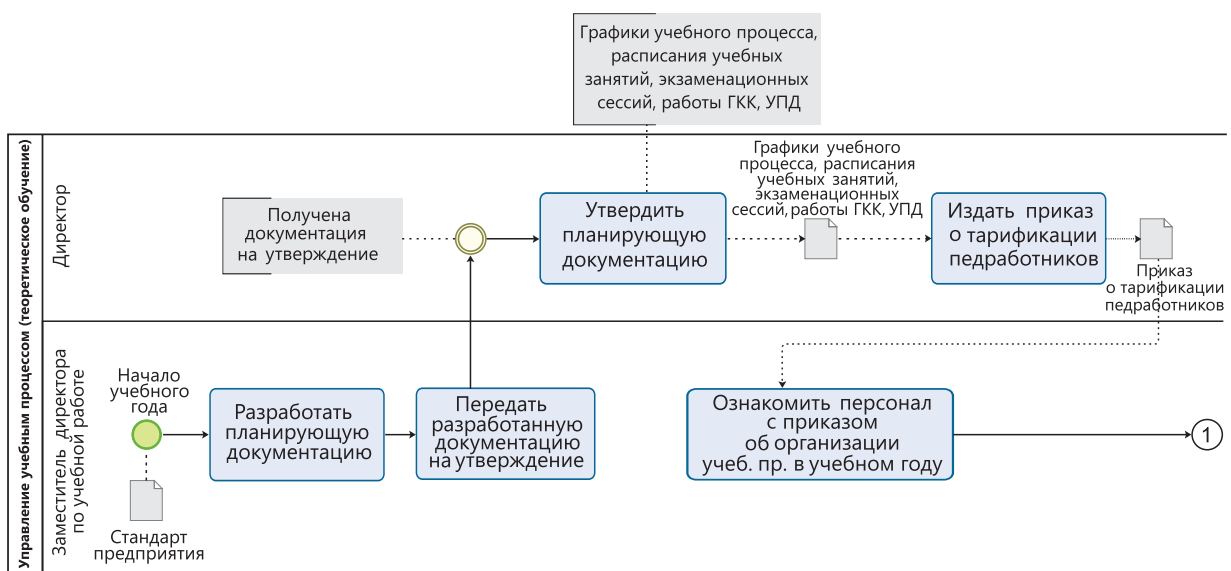 Графики учебного процесса,
расписания учебных
занятий, экзаменационных
сессий, работы ГКК, УПД
Управление учебным процессом (теоретическое обучение)
Директор
Получена
документация
на утверждение
Утвердить
планирующую
документацию
Графики учебного
процесса, расписания
учебных занятий,
экзаменационных
сессий, работы ГКК, УПД
Издать приказ
о тарификации
педработников
Приказ
о тарификации
педработников
Заместитель директора
по учебной работе
Начало
учебного
года
Стандарт
предприятия
Разработать
планирующую
документацию
Передать
разработанную
документацию
на утверждение
Ознакомить персонал
с приказом
об организации
учеб. пр. в учебном году
1